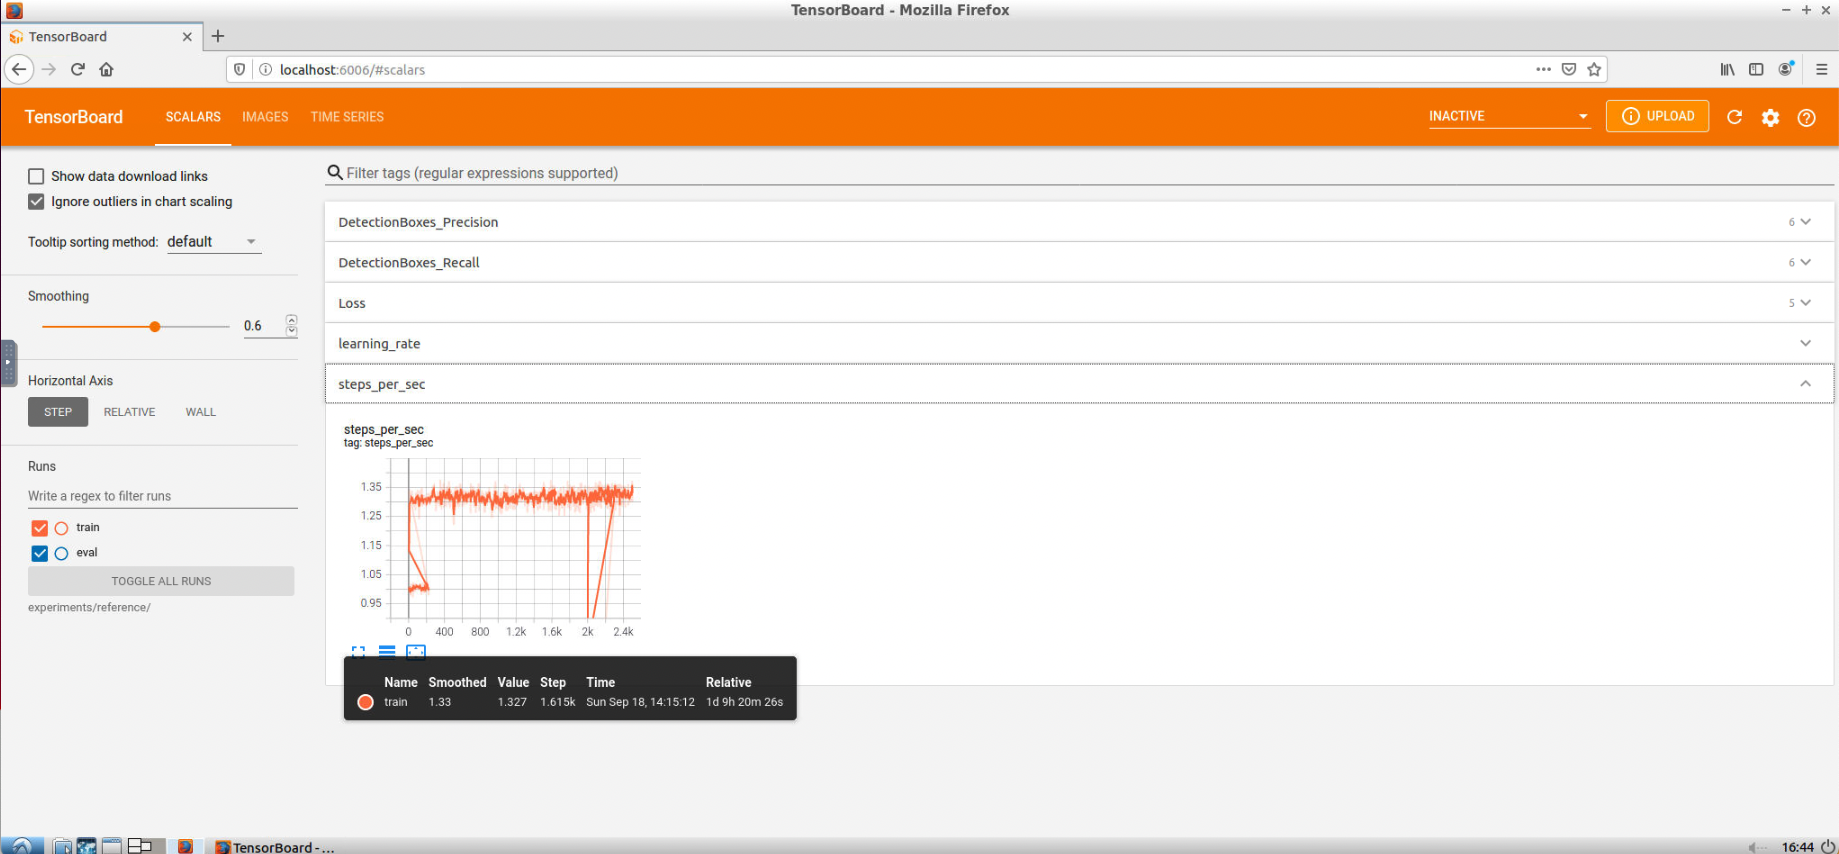 TensorBoard - Mozilla Firefox
TensorBoard
localhost:6006/#scalars
TensorBoard SCALARS IMAGES TIME SERIES INACTIVE UPLOAD
Show data download links
Ignore outliers in chart scaling
Tooltip sorting method: default
Smoothing
0.6
Horizontal Axis
STEP RELATIVE WALL
Runs
Write a regex to filter runs
train
eval
TOGGLE ALL RUNS
experiments/reference/
Filter tags (regular expressions supported)
DetectionBoxes_Precision 6
DetectionBoxes_Recall 6
Loss 5
learning_rate
steps_per_sec
steps_per_sec
tag: steps_per_sec
1.35
1.25
1.15
1.05
0.95
0 400 800 1.2k 1.6k 2k 2.4k
Name Smoothed Value Step Time Relative
train 1.33 1.327 1.615k Sun Sep 18, 14:15:12 1d 9h 20m 26s
TensorBoard - ... 16:44